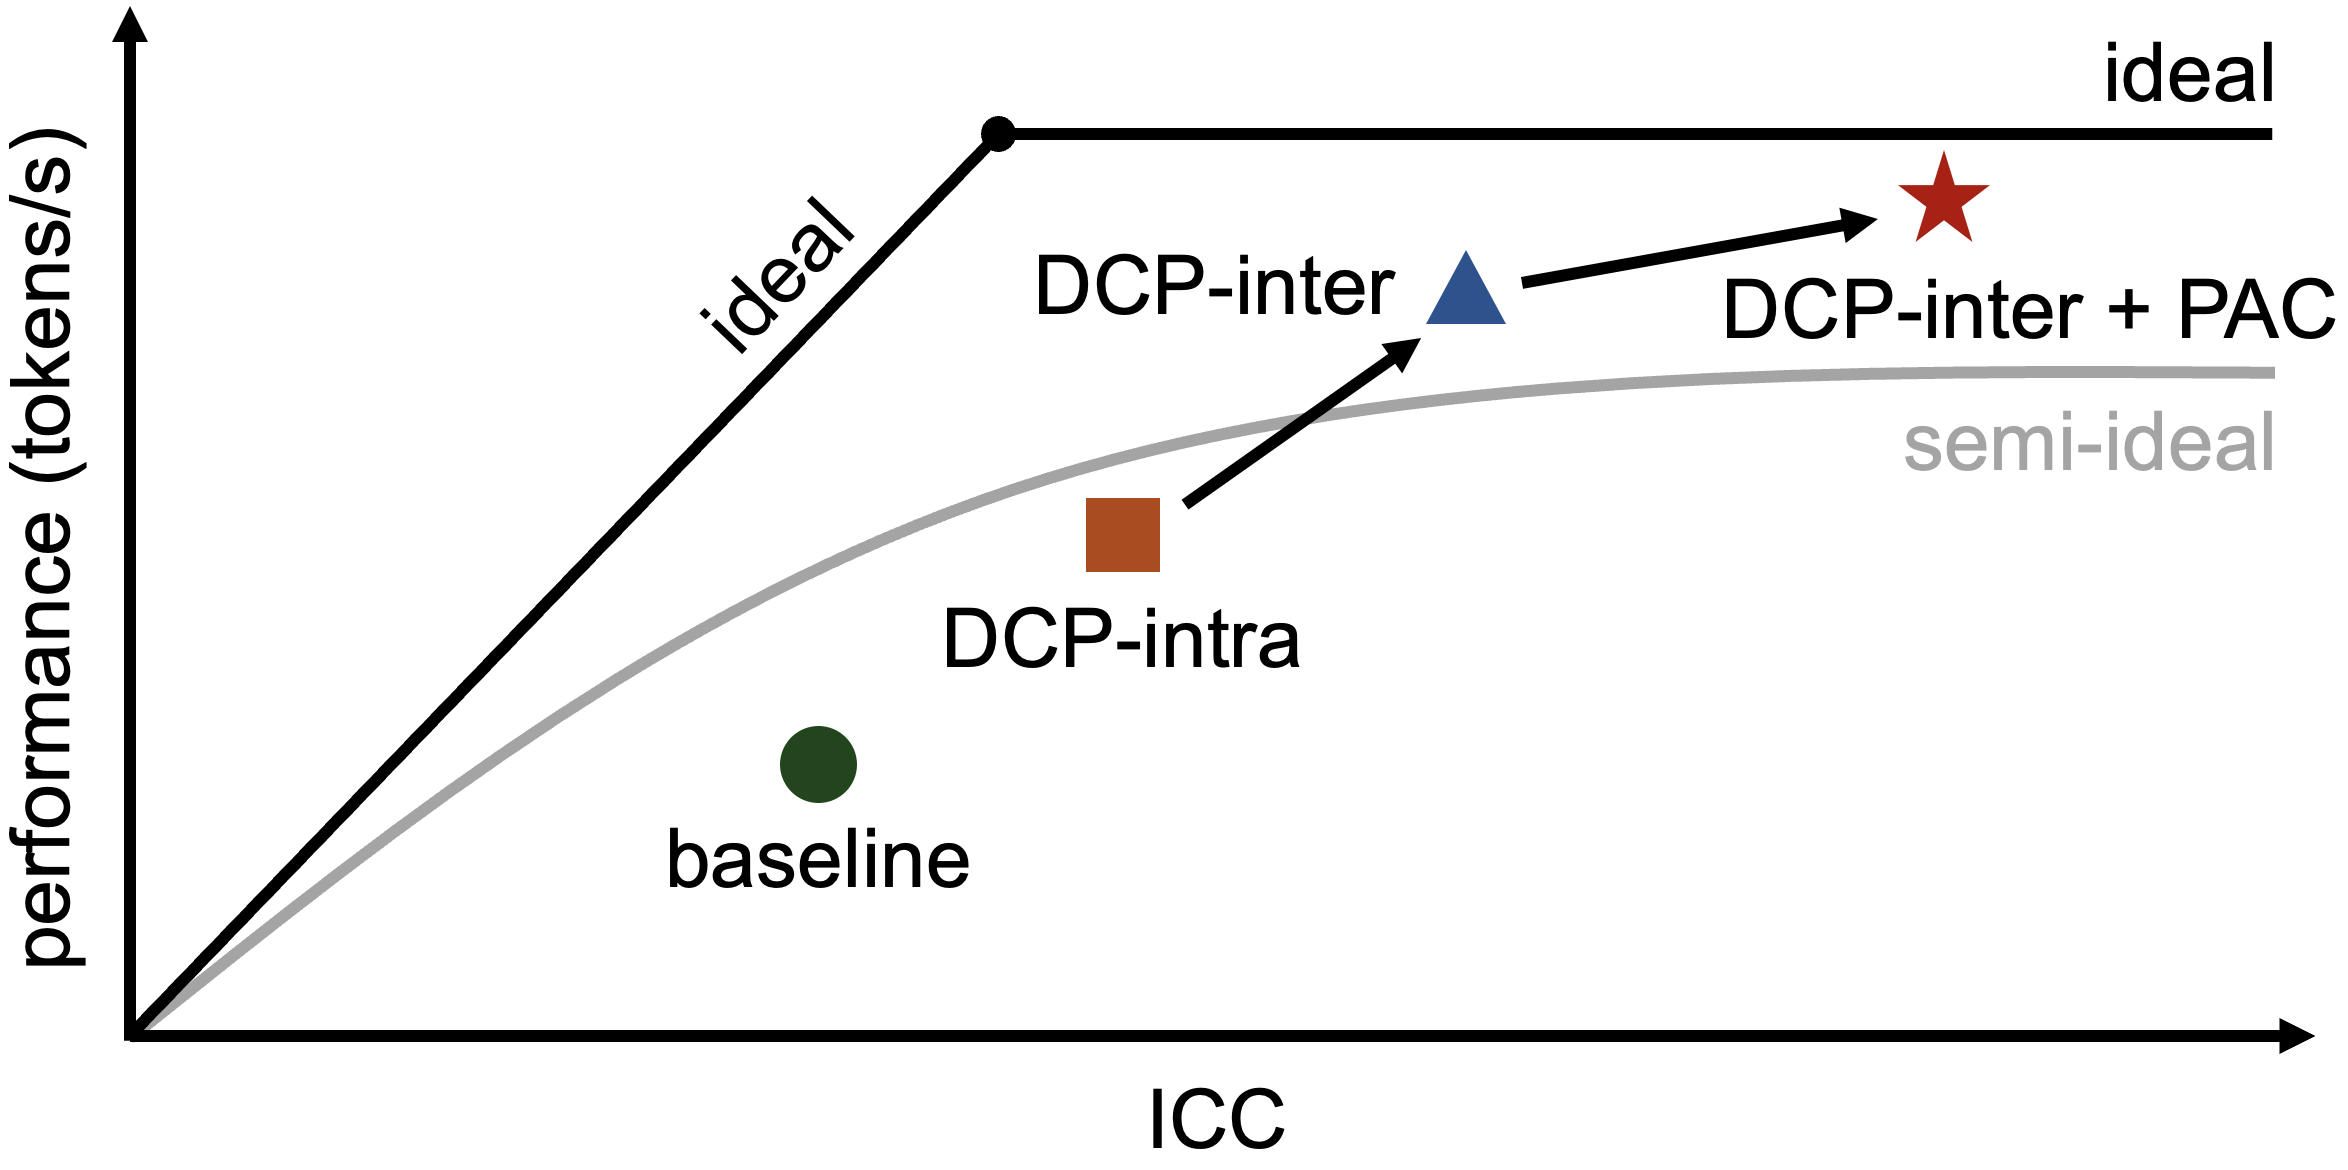 performance (tokens/s)
ideal
ideal
DCP-inter
DCP-inter + PAC
semi-ideal
DCP-intra
baseline
ICC